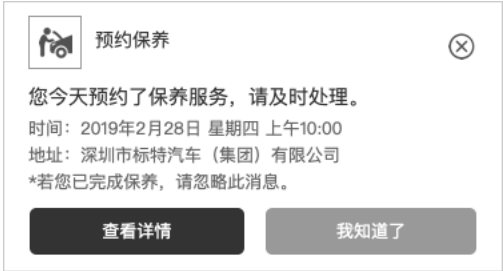 预约保养
您今天预约了保养服务，请及时处理。
时间：2019年2月28日 星期四 上午10:00
地址：深圳市标特汽车（集团）有限公司
*若您已完成保养，请忽略此消息。
查看详情
我知道了